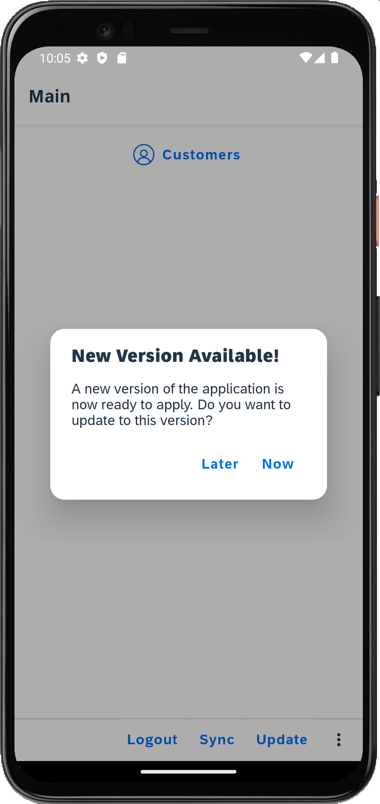 10:05
Main
Customers
New Version Available!
A new version of the application is
now ready to apply. Do you want to
update to this version?
Later Now
Logout Sync Update